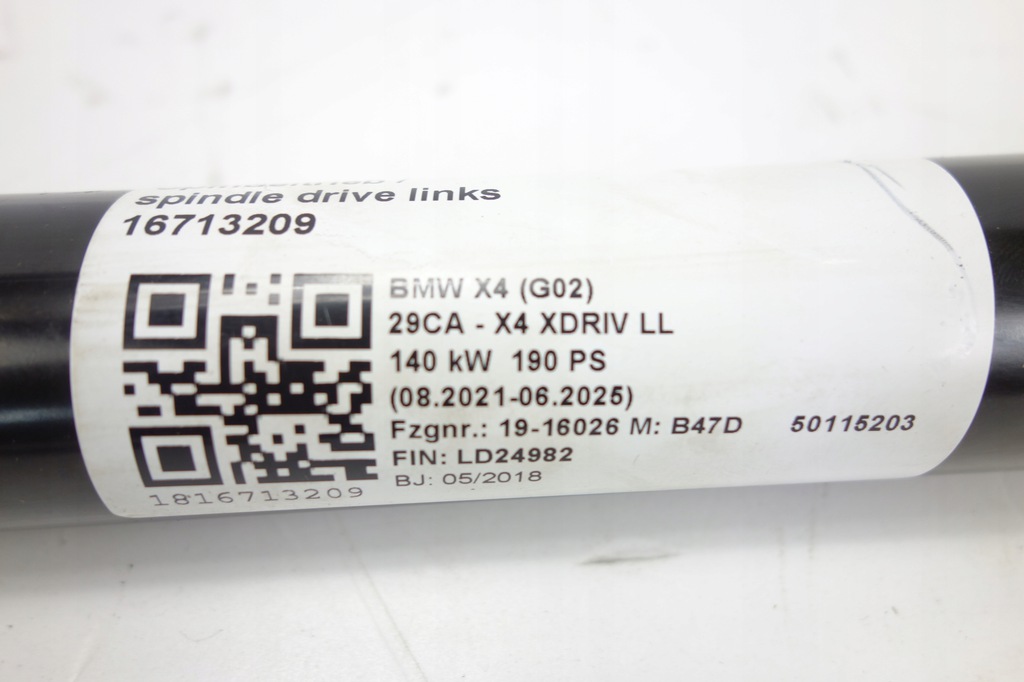 spindle drive links
16713209
BMW X4 (G02)
29CA - X4 XDRIV LL
140 kW 190 PS
(08.2021-06.2025)
Fzgnr.: 19-16026 M: B47D 50115203
FIN: LD24982
BJ: 05/2018
1816713209